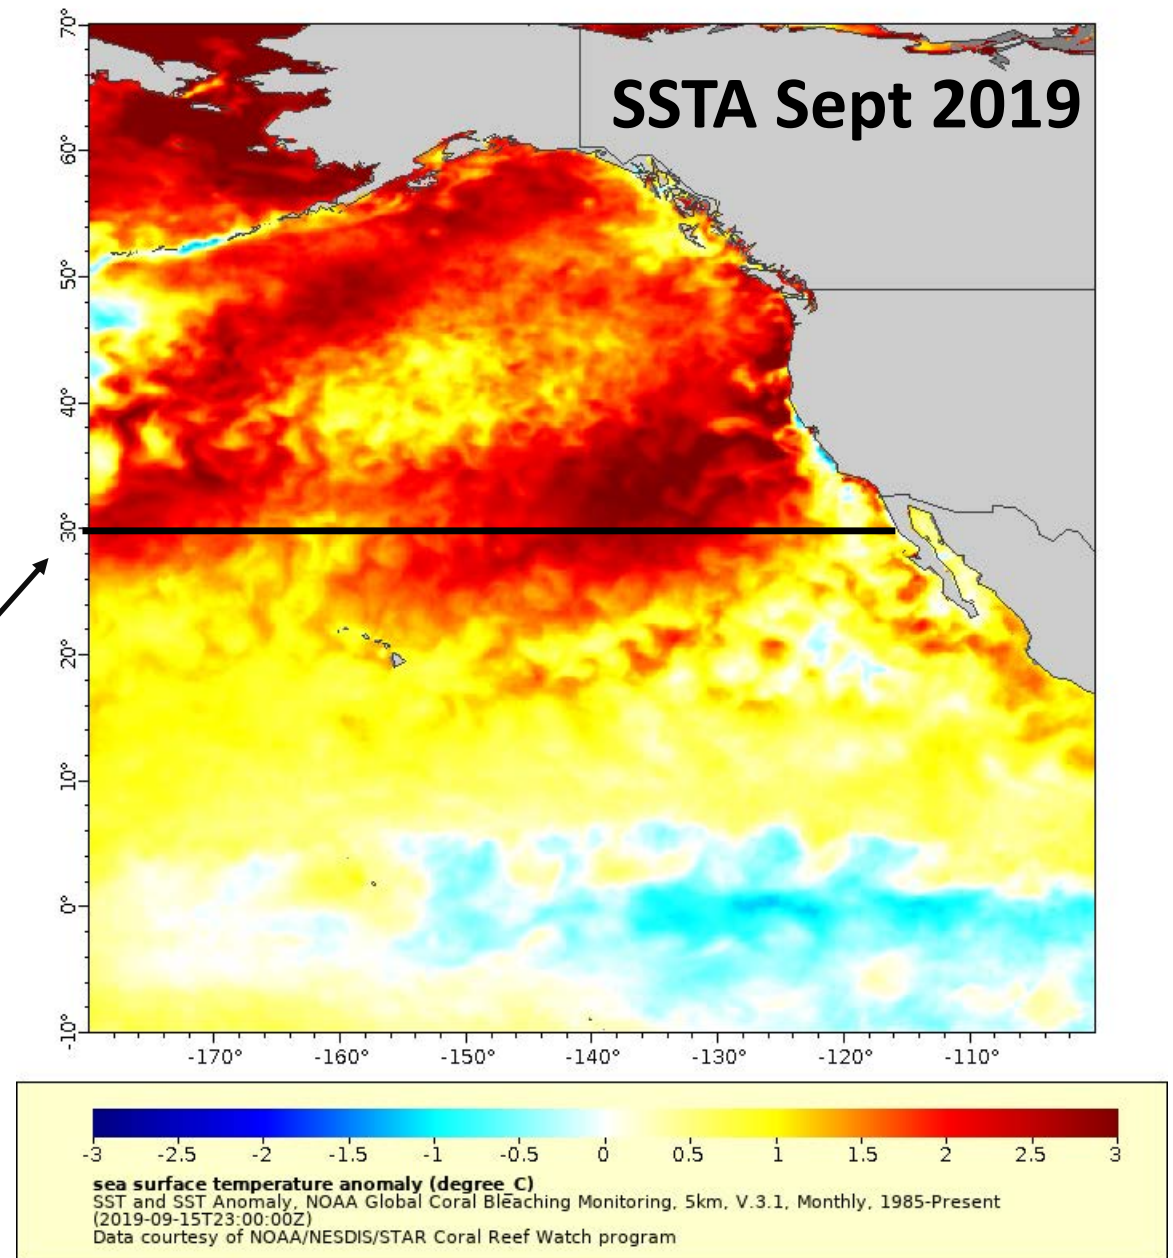 SSTA Sept 2019
70°
60°
50°
40°
30°
20°
10°
0°
-10°
-170° -160° -150° -140° -130° -120° -110°
-3 -2.5 -2 -1.5 -1 -0.5 0 0.5 1 1.5 2 2.5 3
sea surface temperature anomaly (degree_C)
SST and SST Anomaly, NOAA Global Coral Bleaching Monitoring, 5km, V.3.1, Monthly, 1985-Present
(2019-09-15T23:00:00Z)
Data courtesy of NOAA/NESDIS/STAR Coral Reef Watch program